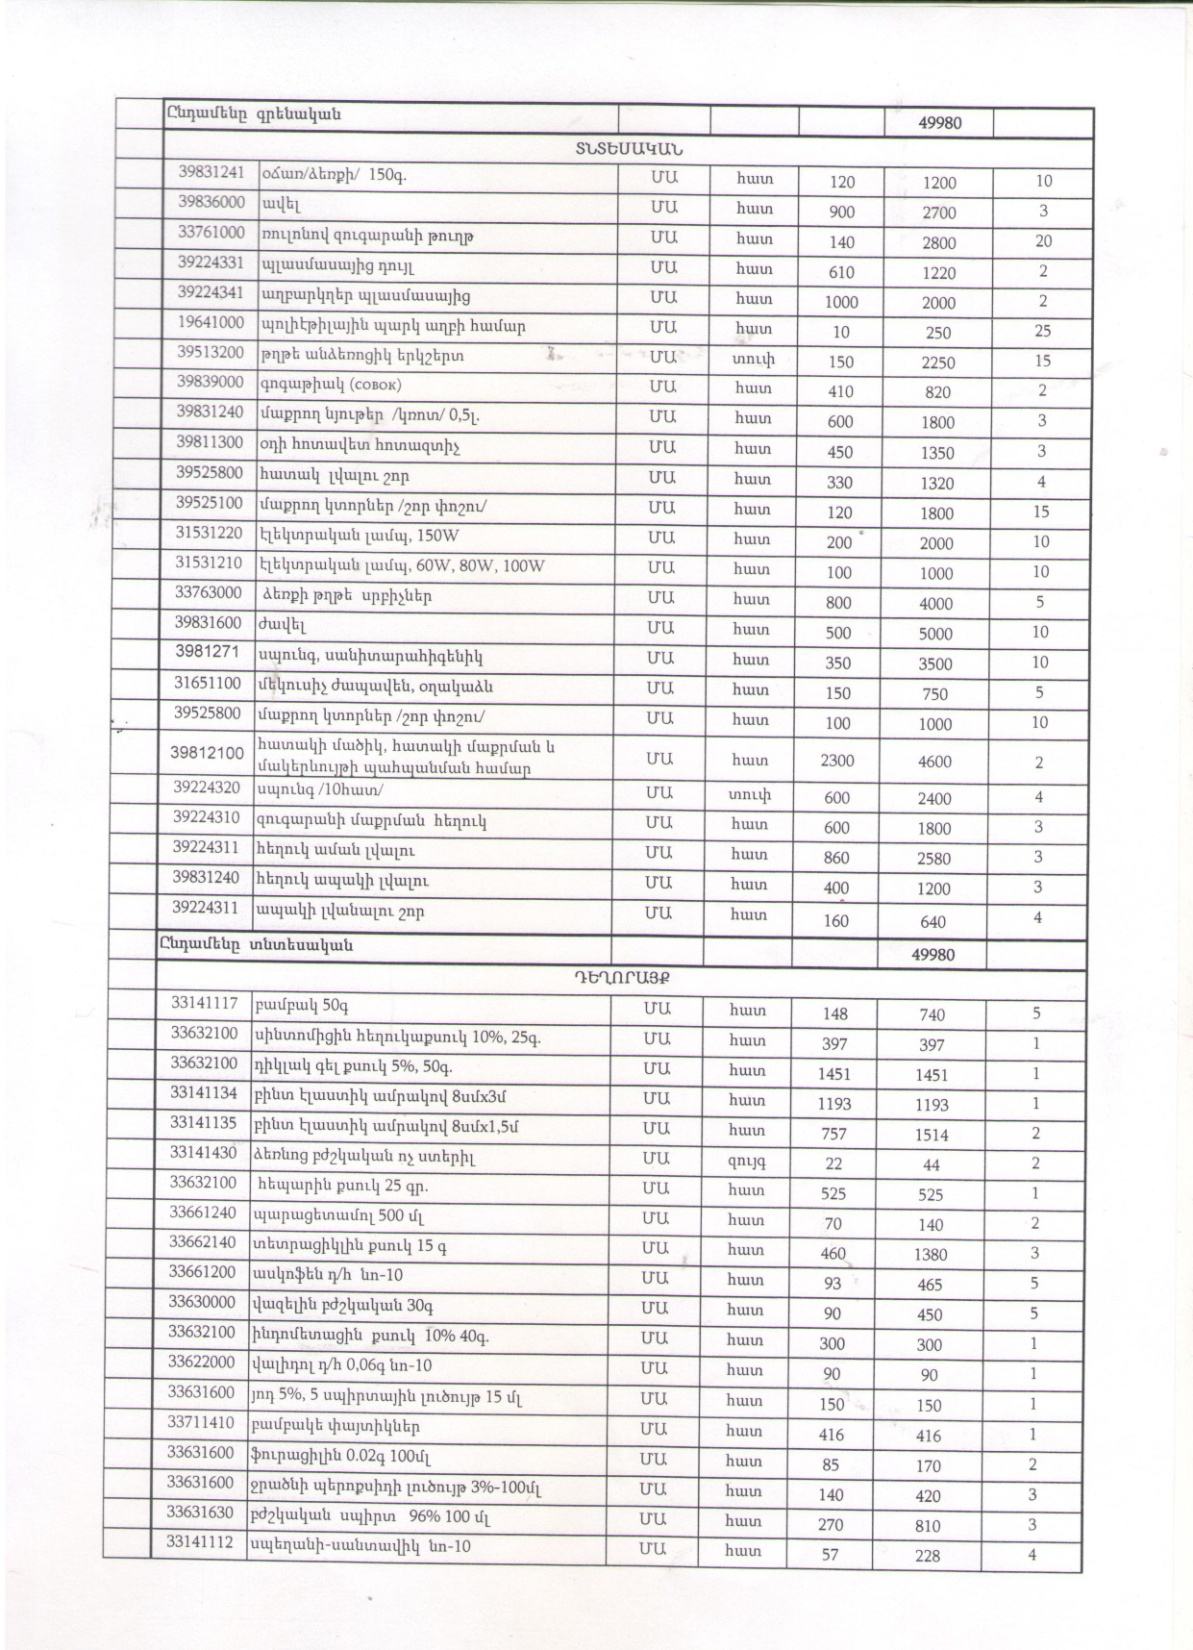 Ընդամենը գրենական 49980
ՏՆՏԵՍԱԿԱՆ
39831241 օճառ/ձեռքի/ 150գ. ՄԱ հատ 120 1200 10
39836000 ավել ՄԱ հատ 900 2700 3
33761000 ռուլոնով զուգարանի թուղթ ՄԱ հատ 140 2800 20
39224331 պլասմասայից դույլ ՄԱ հատ 610 1220 2
39224341 աղբարկղեր պլասմասայից ՄԱ հատ 1000 2000 2
19641000 պոլիէթիլային պարկ աղբի համար ՄԱ հատ 10 250 25
39513200 թղթե անձեռոցիկ երկշերտ ՄԱ տուփ 150 2250 15
39839000 գոգաթիակ (совок) ՄԱ հատ 410 820 2
39831240 մաքրող նյութեր /կռոտ/ 0,5լ. ՄԱ հատ 600 1800 3
39811300 օդի հոտավետ հոտազտիչ ՄԱ հատ 450 1350 3
39525800 հատակ լվալու շոր ՄԱ հատ 330 1320 4
39525100 մաքրող կտորներ /շոր փոշու/ ՄԱ հատ 120 1800 15
31531220 էլեկտրական լամպ, 150W ՄԱ հատ 200 2000 10
31531210 էլեկտրական լամպ, 60W, 80W, 100W ՄԱ հատ 100 1000 10
33763000 ձեռքի թղթե սրբիչներ ՄԱ հատ 800 4000 5
39831600 ժավել ՄԱ հատ 500 5000 10
3981271 սպունգ, սանիտարահիգենիկ ՄԱ հատ 350 3500 10
31651100 մեկուսիչ ժապավեն, օղակաձև ՄԱ հատ 150 750 5
39525800 մաքրող կտորներ /շոր փոշու/ ՄԱ հատ 100 1000 10
39812100 հատակի մածիկ, հատակի մաքրման և
մակերևույթի պահպանման համար ՄԱ հատ 2300 4600 2
39224320 սպունգ /10հատ/ ՄԱ տուփ 600 2400 4
39224310 զուգարանի մաքրման հեղուկ ՄԱ հատ 600 1800 3
39224311 հեղուկ աման լվալու ՄԱ հատ 860 2580 3
39831240 հեղուկ ապակի լվալու ՄԱ հատ 400 1200 3
39224311 ապակի լվանալու շոր ՄԱ հատ 160 640 4
Ընդամենը տնտեսական 49980
ԴԵՂՈՐԱՅՔ
33141117 բամբակ 50գ ՄԱ հատ 148 740 5
33632100 սինտոմիցին հեղուկաքսուկ 10%, 25գ. ՄԱ հատ 397 397 1
33632100 դիկլակ գել քսուկ 5%, 50գ. ՄԱ հատ 1451 1451 1
33141134 բինտ էլաստիկ ամրակով 8սմx3մ ՄԱ հատ 1193 1193 1
33141135 բինտ էլաստիկ ամրակով 8սմx1,5մ ՄԱ հատ 757 1514 2
33141430 ձեռնոց բժշկական ոչ ստերիլ ՄԱ զույգ 22 44 2
33632100 հեպարին քսուկ 25 գր. ՄԱ հատ 525 525 1
33661240 պարացետամոլ 500 մլ ՄԱ հատ 70 140 2
33662140 տետրացիկլին քսուկ 15 գ ՄԱ հատ 460 1380 3
33661200 ասկոֆեն դ/հ նո-10 ՄԱ հատ 93 465 5
33630000 վազելին բժշկական 30գ ՄԱ հատ 90 450 5
33632100 ինդոմետացին քսուկ 10% 40գ. ՄԱ հատ 300 300 1
33622000 վալիդոլ դ/հ 0,06գ նո-10 ՄԱ հատ 90 90 1
33631600 յոդ 5%, 5 սպիրտային լուծույթ 15 մլ ՄԱ հատ 150 150 1
33711410 բամբակե փայտիկներ ՄԱ հատ 416 416 1
33631600 ֆուրացիլին 0.02գ 100մլ ՄԱ հատ 85 170 2
33631600 ջրածնի պերոքսիդի լուծույթ 3%-100մլ ՄԱ հատ 140 420 3
33631630 բժշկական սպիրտ 96% 100 մլ ՄԱ հատ 270 810 3
33141112 սպեղանի-սանտավիկ նո-10 ՄԱ հատ 57 228 4